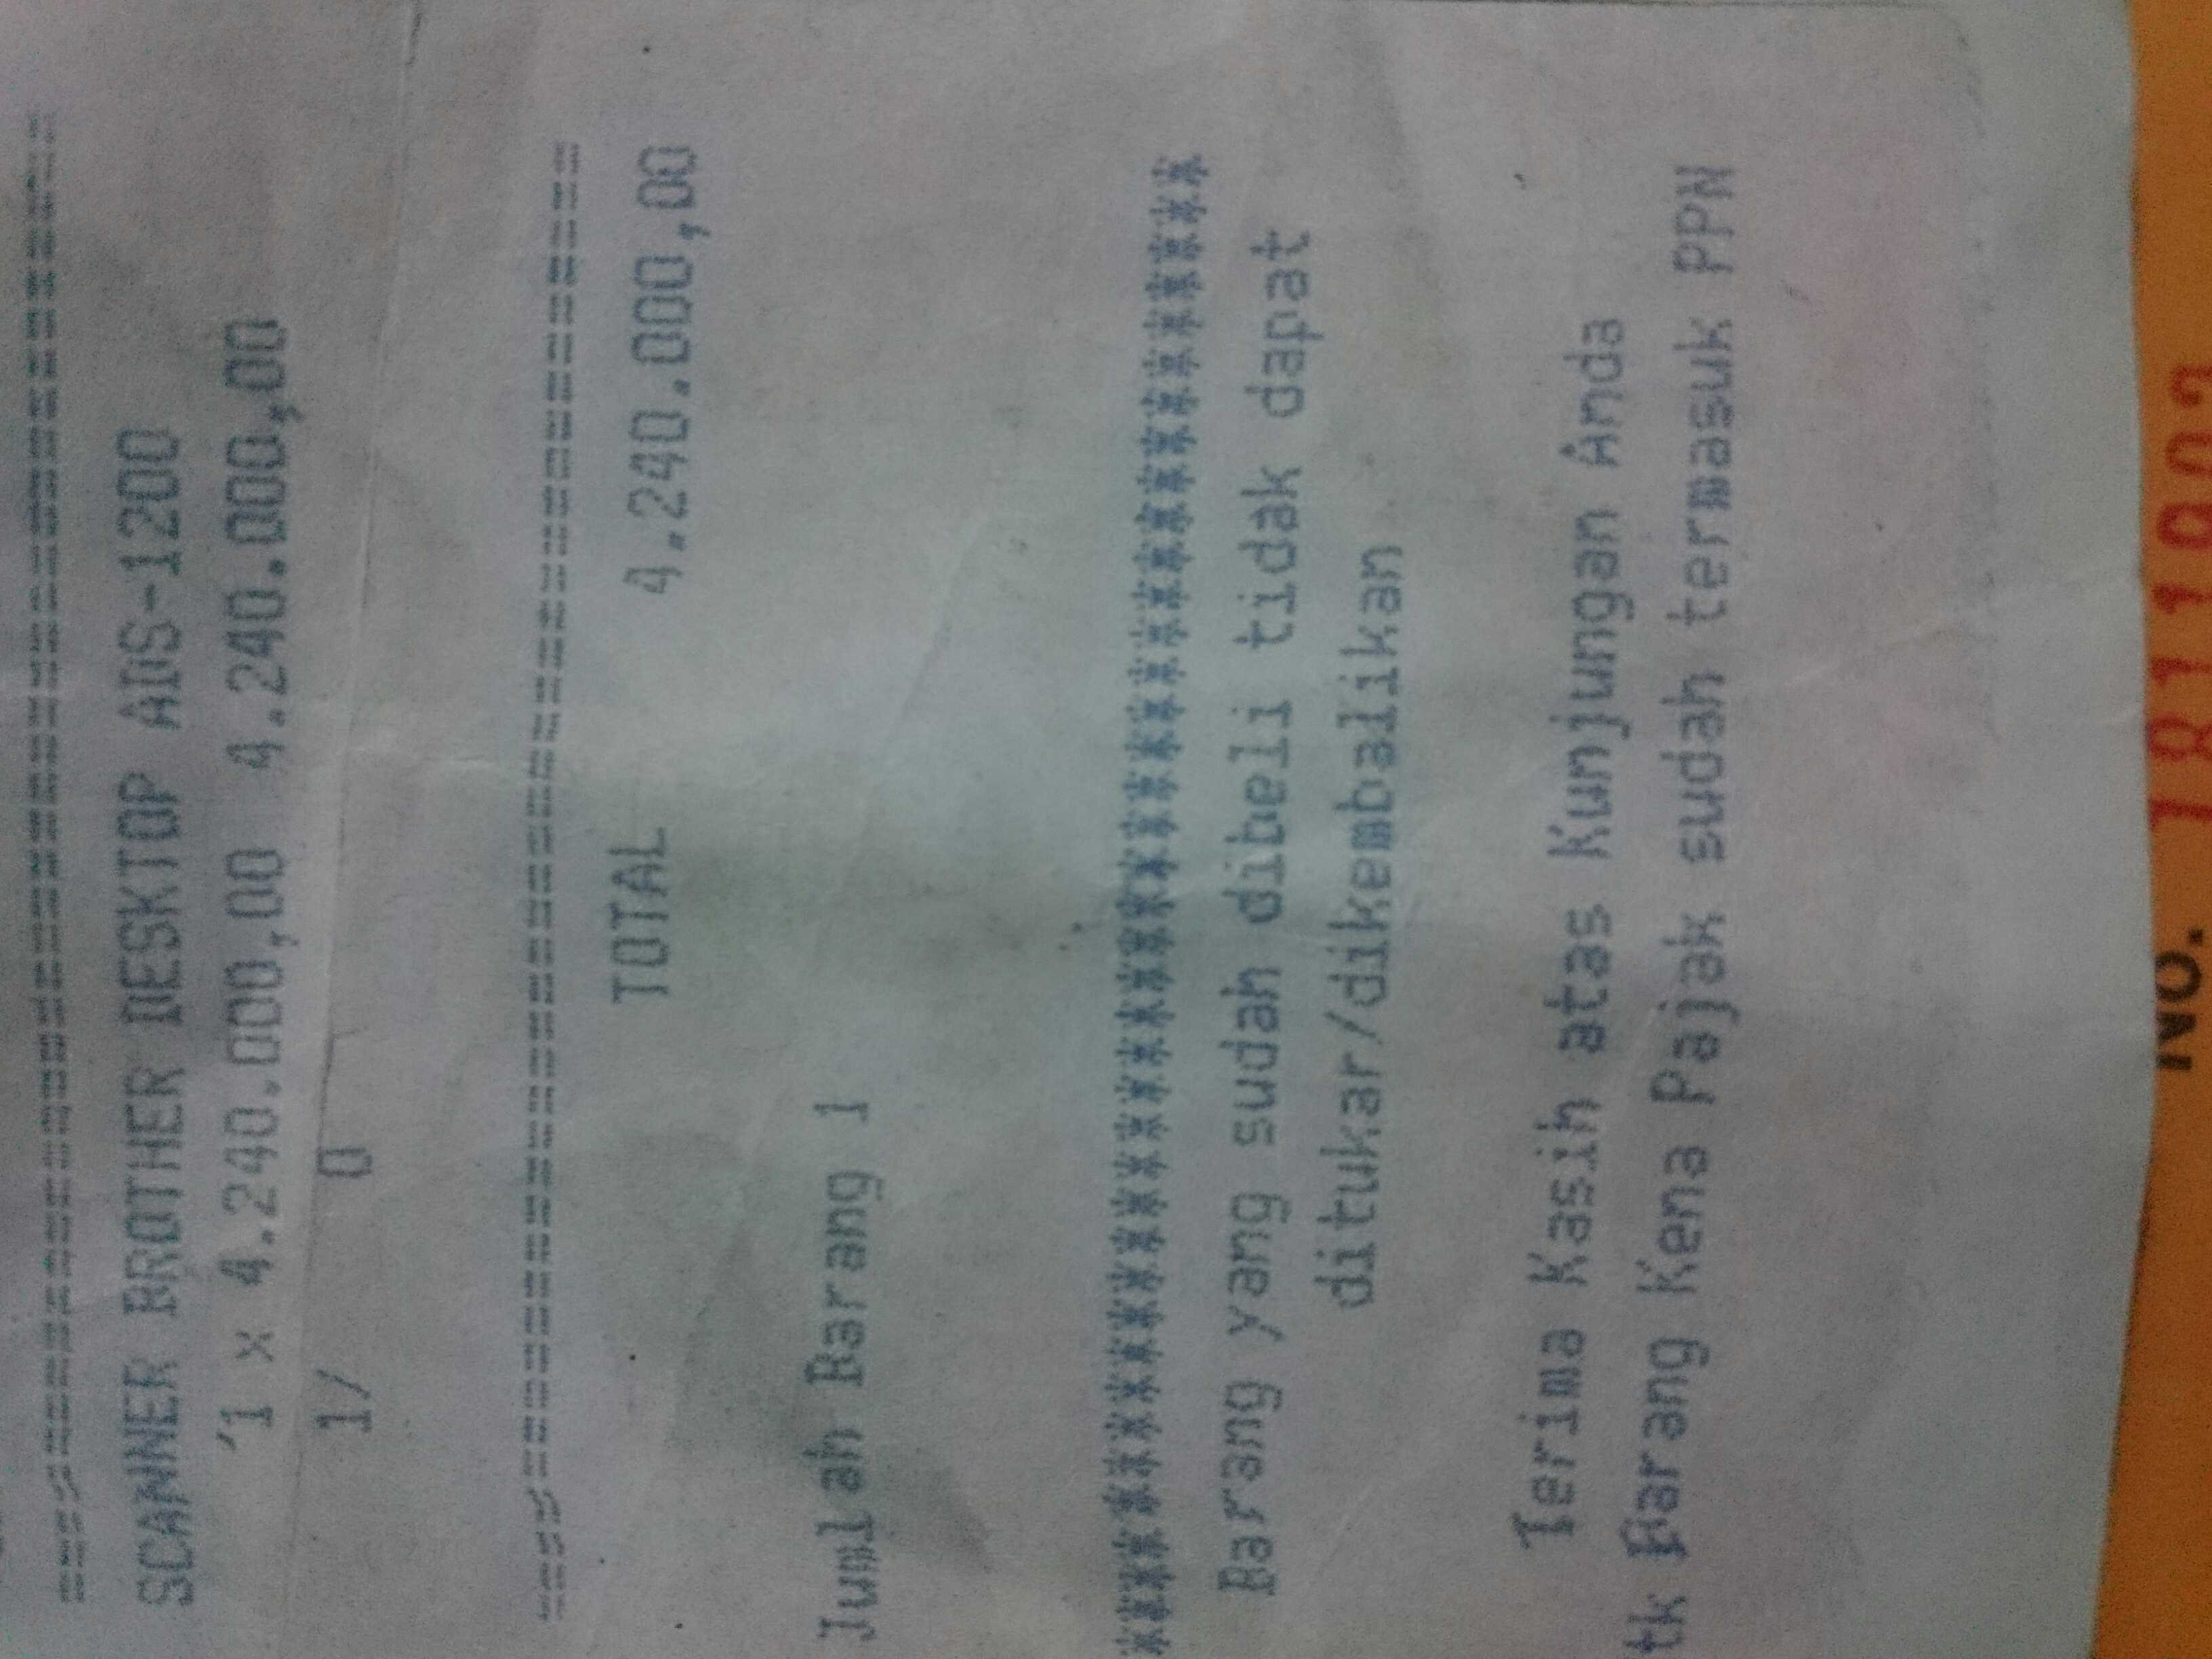 ==========================================
SCANNER BROTHER DESKTOP ADS-1200
'1 x 4.240.000,00 4.240.000,00
1/ 0
==========================================
TOTAL 4.240.000,00
Jumlah Barang 1
****************************************
Barang yang sudah dibeli tidak dapat
ditukar/dikembalikan
Terima Kasih atas Kunjungan Anda
tk Barang Kena Pajak sudah termasuk PPN
NO.